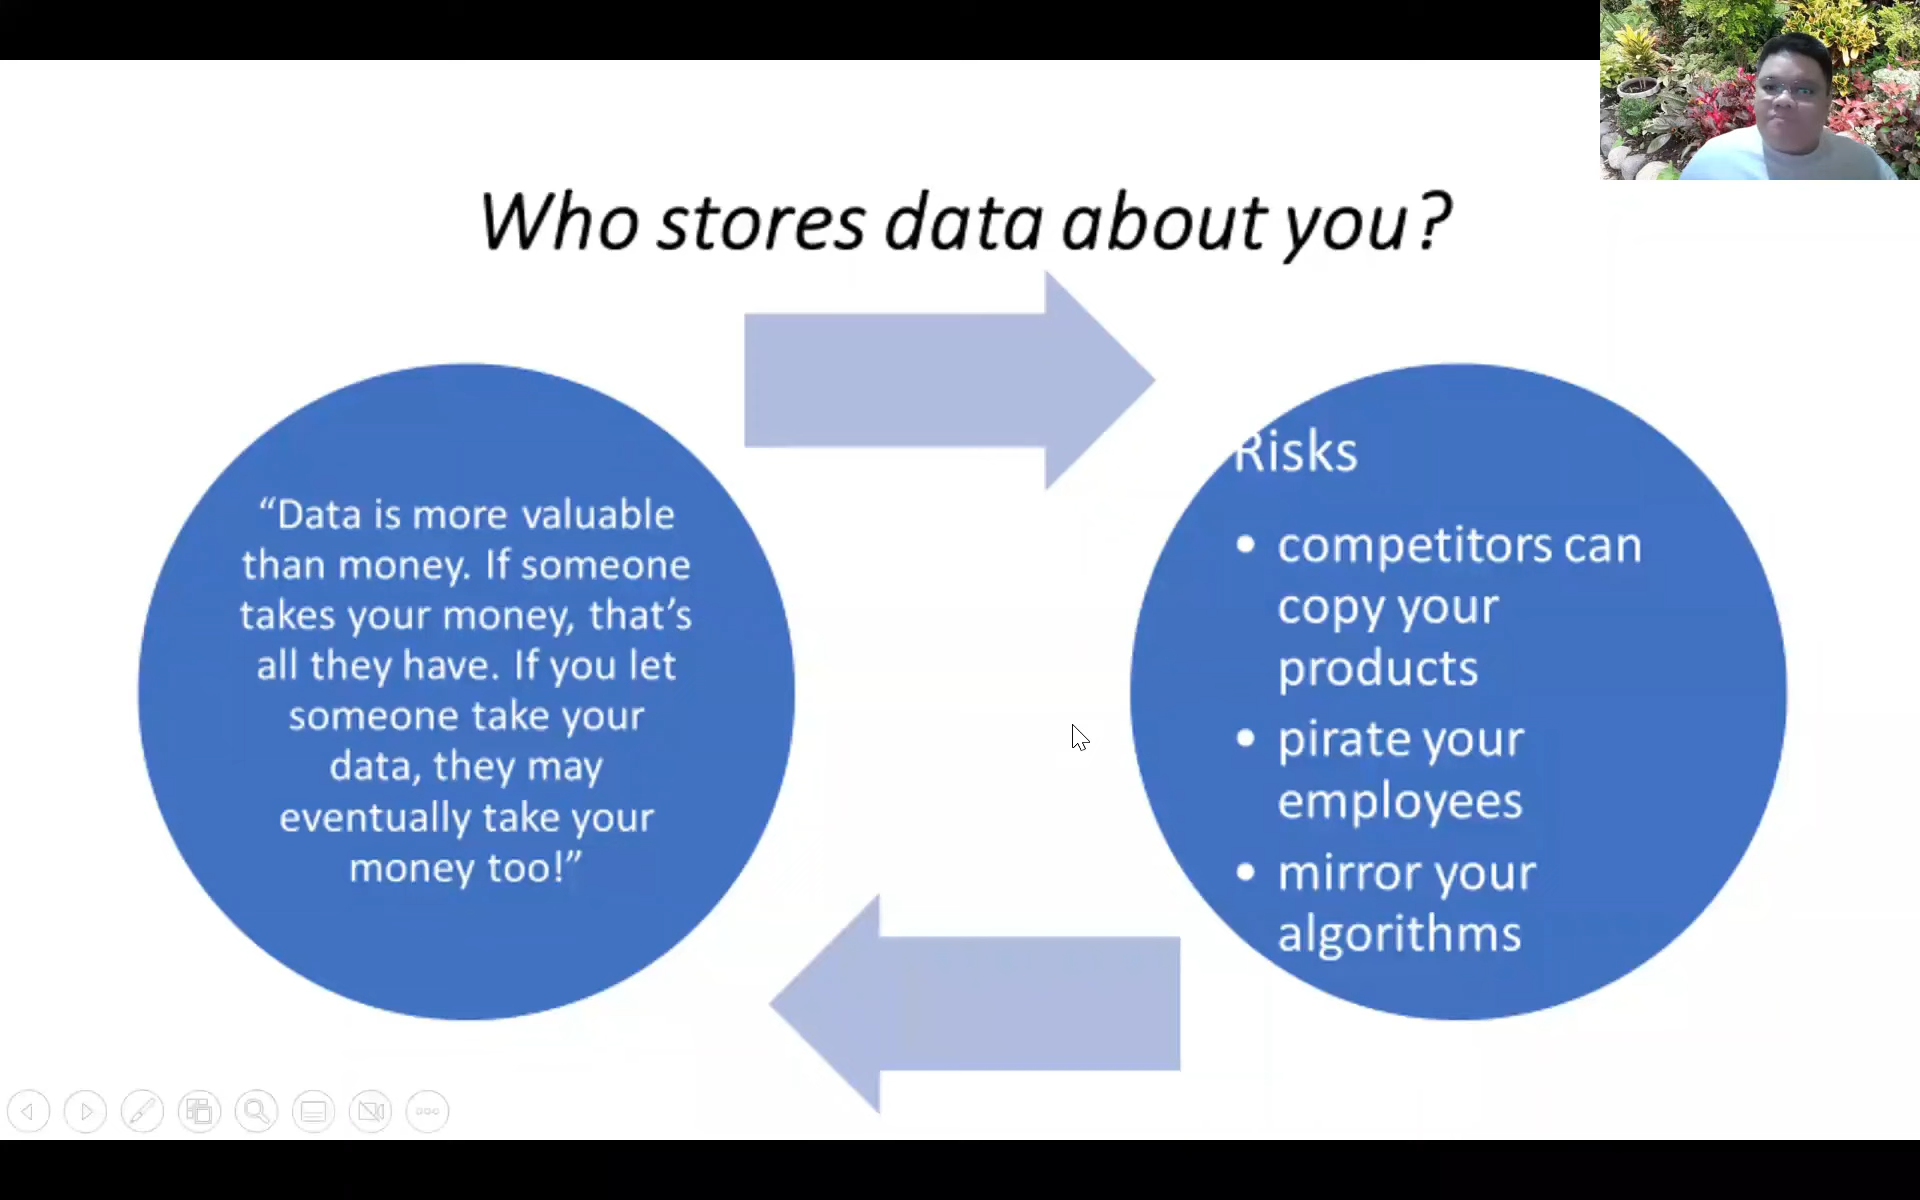 Who stores data about you?
“Data is more valuable
than money. If someone
takes your money, that’s
all they have. If you let
someone take your
data, they may
eventually take your
money too!”
Risks
• competitors can
copy your
products
• pirate your
employees
• mirror your
algorithms